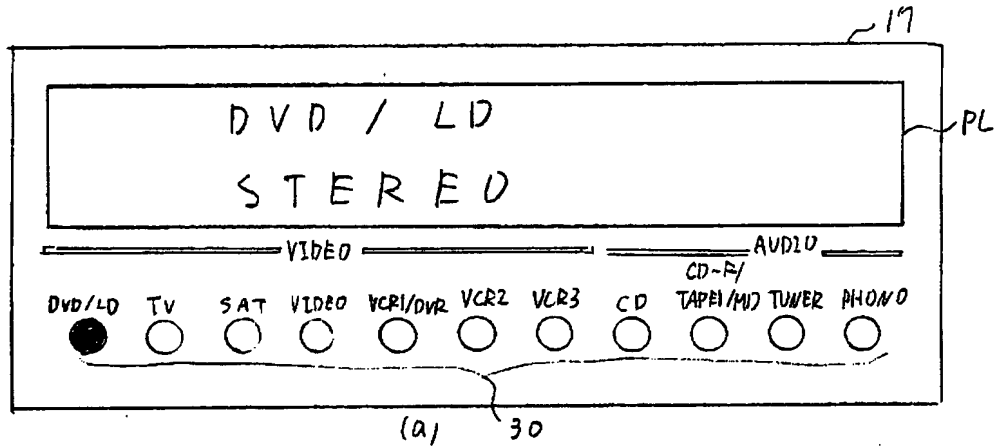 17
DVD / LD
PL
STEREO
VIDEO AUDIO
CD-R/
DVD/LD TV SAT VIDEO VCR1/DVR VCR2 VCR3 CD TAPE1/MD TUNER PHONO
(a) 30